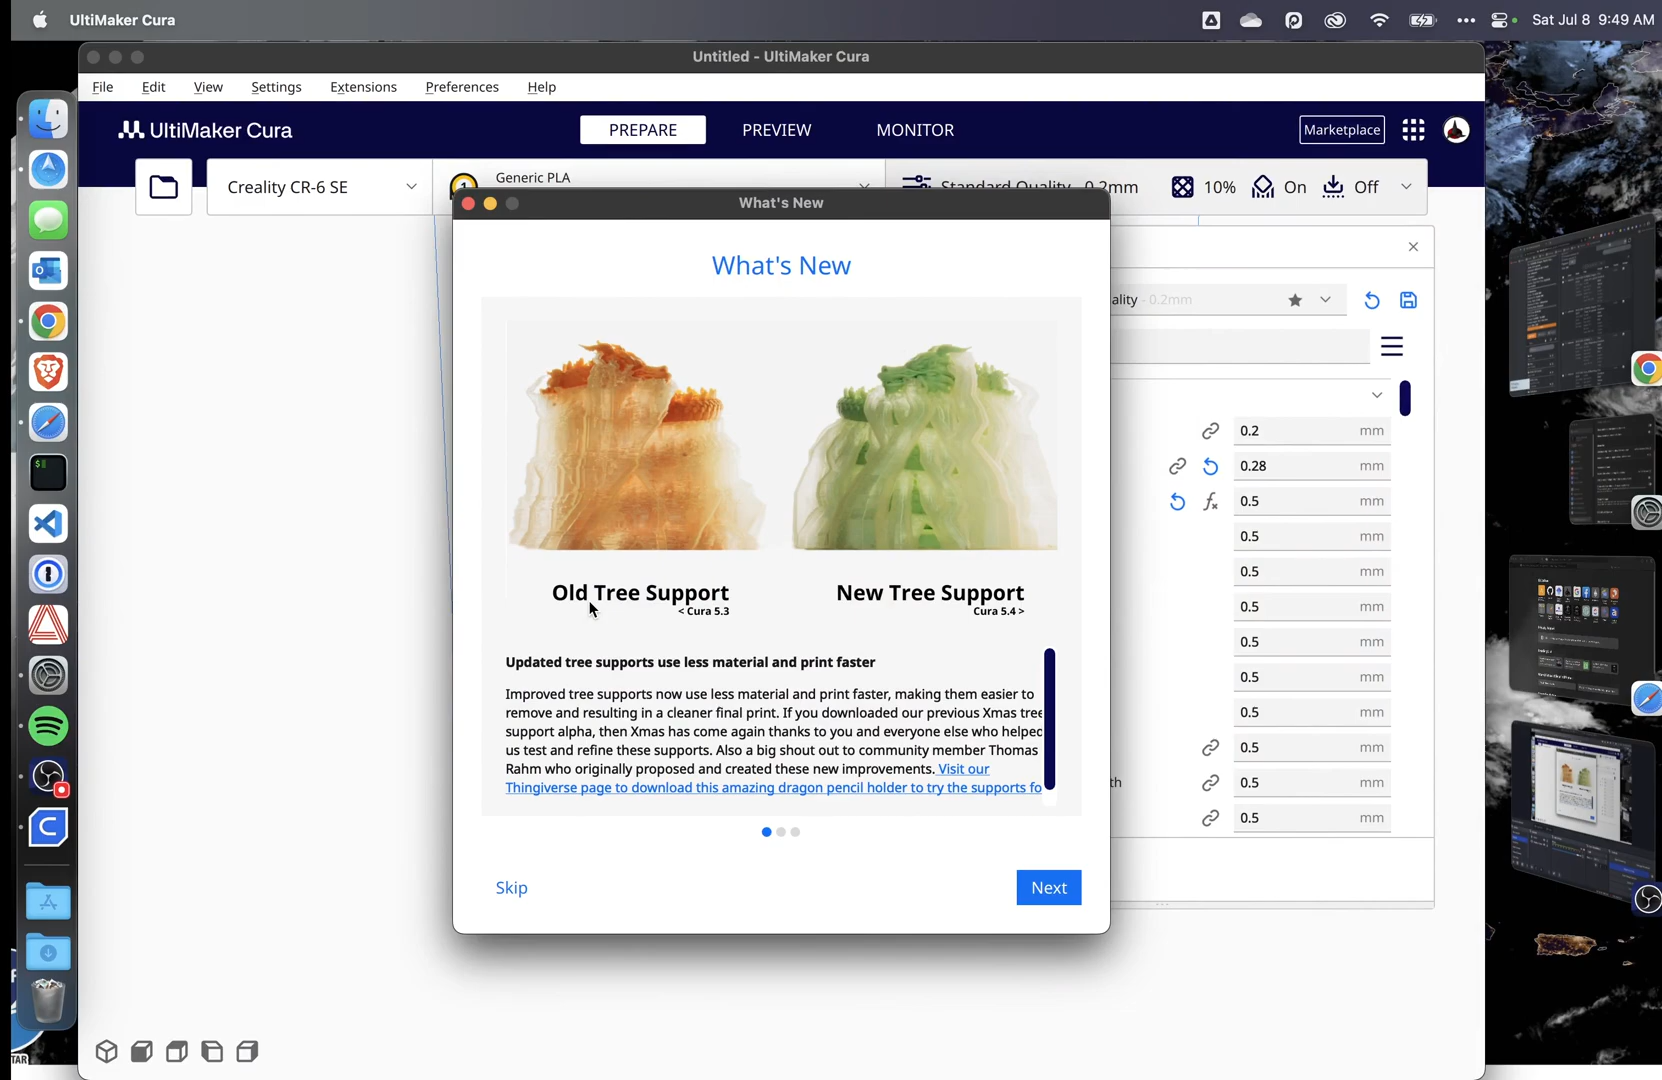 UltiMaker Cura
Sat Jul 8 9:49 AM
Untitled - UltiMaker Cura
File Edit View Settings Extensions Preferences Help
UltiMaker Cura
PREPARE PREVIEW MONITOR
Marketplace
Creality CR-6 SE
1
Generic PLA
Standard Quality 0.2mm
10% On Off
What's New
What's New
ality - 0.2mm
0.2 mm
0.28 mm
0.5 mm
0.5 mm
0.5 mm
0.5 mm
0.5 mm
0.5 mm
0.5 mm
0.5 mm
th 0.5 mm
0.5 mm
Old Tree Support
< Cura 5.3
New Tree Support
Cura 5.4 >
Updated tree supports use less material and print faster
Improved tree supports now use less material and print faster, making them easier to
remove and resulting in a cleaner final print. If you downloaded our previous Xmas tree
support alpha, then Xmas has come again thanks to you and everyone else who helped
us test and refine these supports. Also a big shout out to community member Thomas
Rahm who originally proposed and created these new improvements. Visit our
Thingiverse page to download this amazing dragon pencil holder to try the supports fo
Skip
Next
TAR